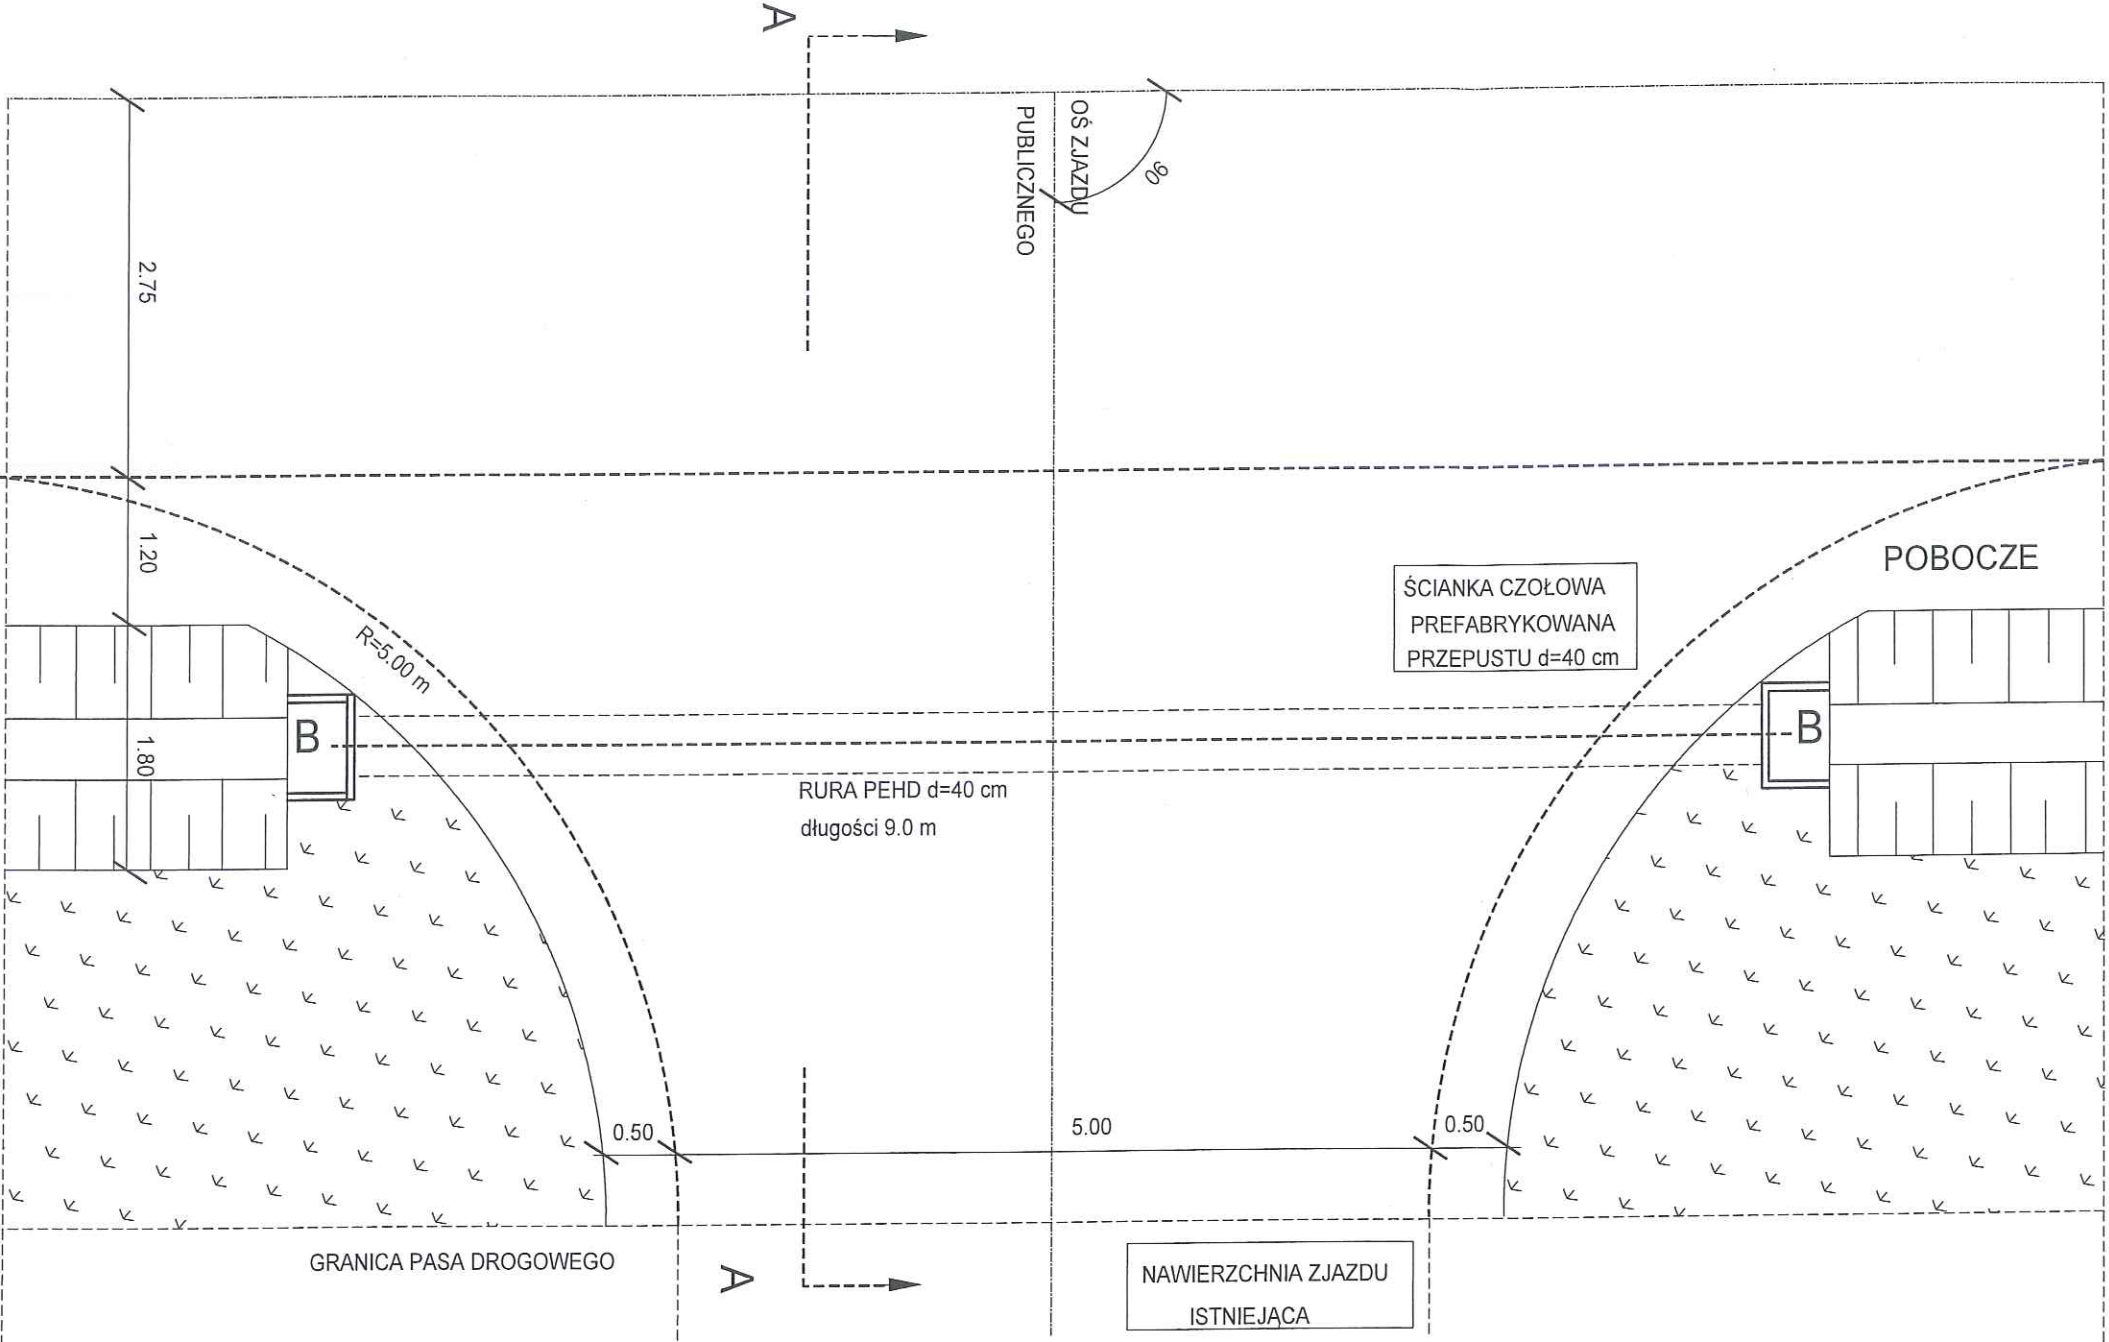 A
OŚ ZJAZDU
PUBLICZNEGO
90
2.75
1.20
POBOCZE
ŚCIANKA CZOŁOWA
PREFABRYKOWANA
PRZEPUSTU d=40 cm
R=5.00 m
B
B
1.80
RURA PEHD d=40 cm
długości 9.0 m
0.50
5.00
0.50
GRANICA PASA DROGOWEGO
A
NAWIERZCHNIA ZJAZDU
ISTNIEJĄCA